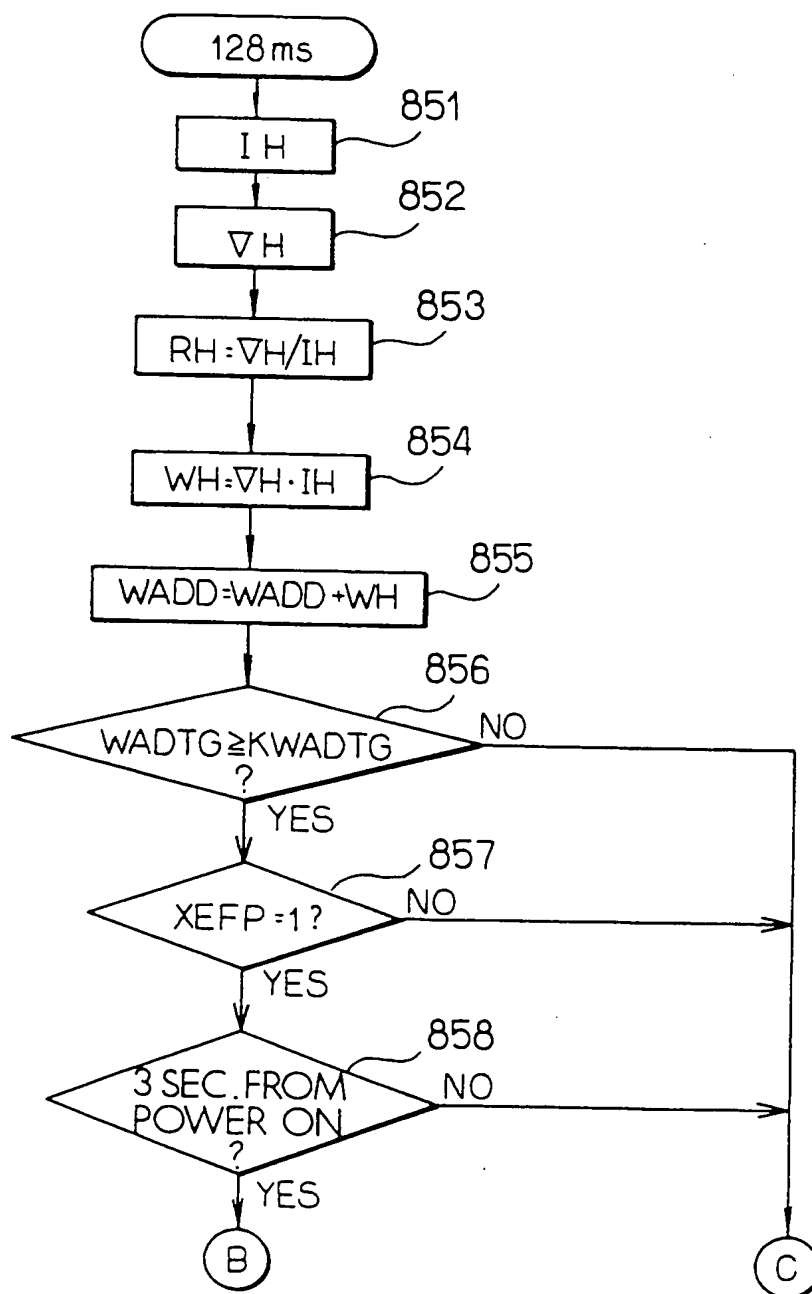 128ms
851
IH
852
∇H
853
RH=∇H/IH
854
WH=∇H·IH
855
WADD=WADD+WH
856
WADTG≧KWADTG
?
NO
YES
857
XEFP=1?
NO
YES
858
3 SEC. FROM
POWER ON
?
NO
YES
B
C